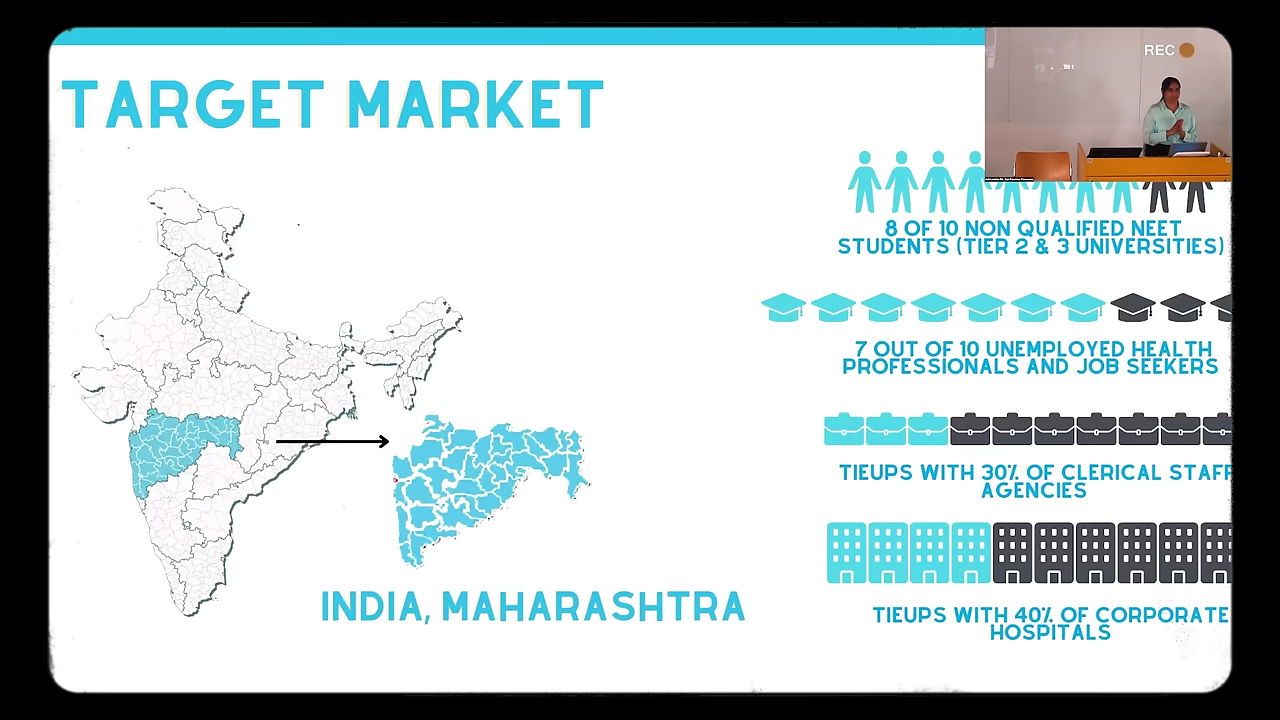 TARGET MARKET
REC
8 OF 10 NON QUALIFIED NEET
STUDENTS (TIER 2 & 3 UNIVERSITIES)
7 OUT OF 10 UNEMPLOYED HEALTH
PROFESSIONALS AND JOB SEEKERS
TIEUPS WITH 30% OF CLERICAL STAFF
AGENCIES
TIEUPS WITH 40% OF CORPORATE
HOSPITALS
INDIA, MAHARASHTRA